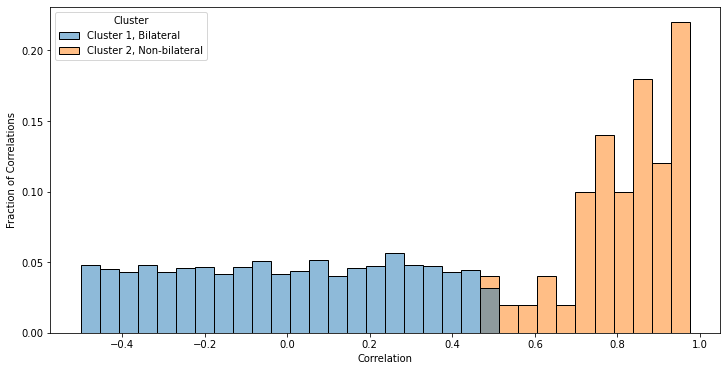 Cluster
Cluster 1, Bilateral
Cluster 2, Non-bilateral
Fraction of Correlations
0.20
0.15
0.10
0.05
0.00
−0.4 −0.2 0.0 0.2 0.4 0.6 0.8 1.0
Correlation